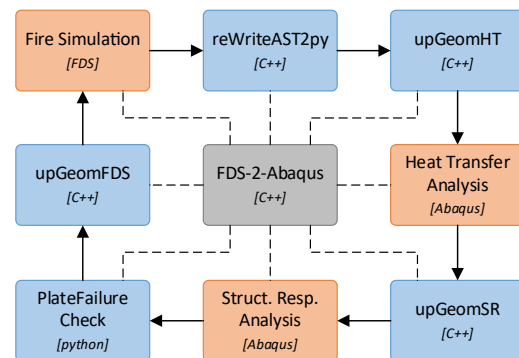 Fire Simulation
[FDS]
reWriteAST2py
[C++]
upGeomHT
[C++]
upGeomFDS
[C++]
FDS-2-Abaqus
[C++]
Heat Transfer
Analysis
[Abaqus]
PlateFailure
Check
[python]
Struct. Resp.
Analysis
[Abaqus]
upGeomSR
[C++]